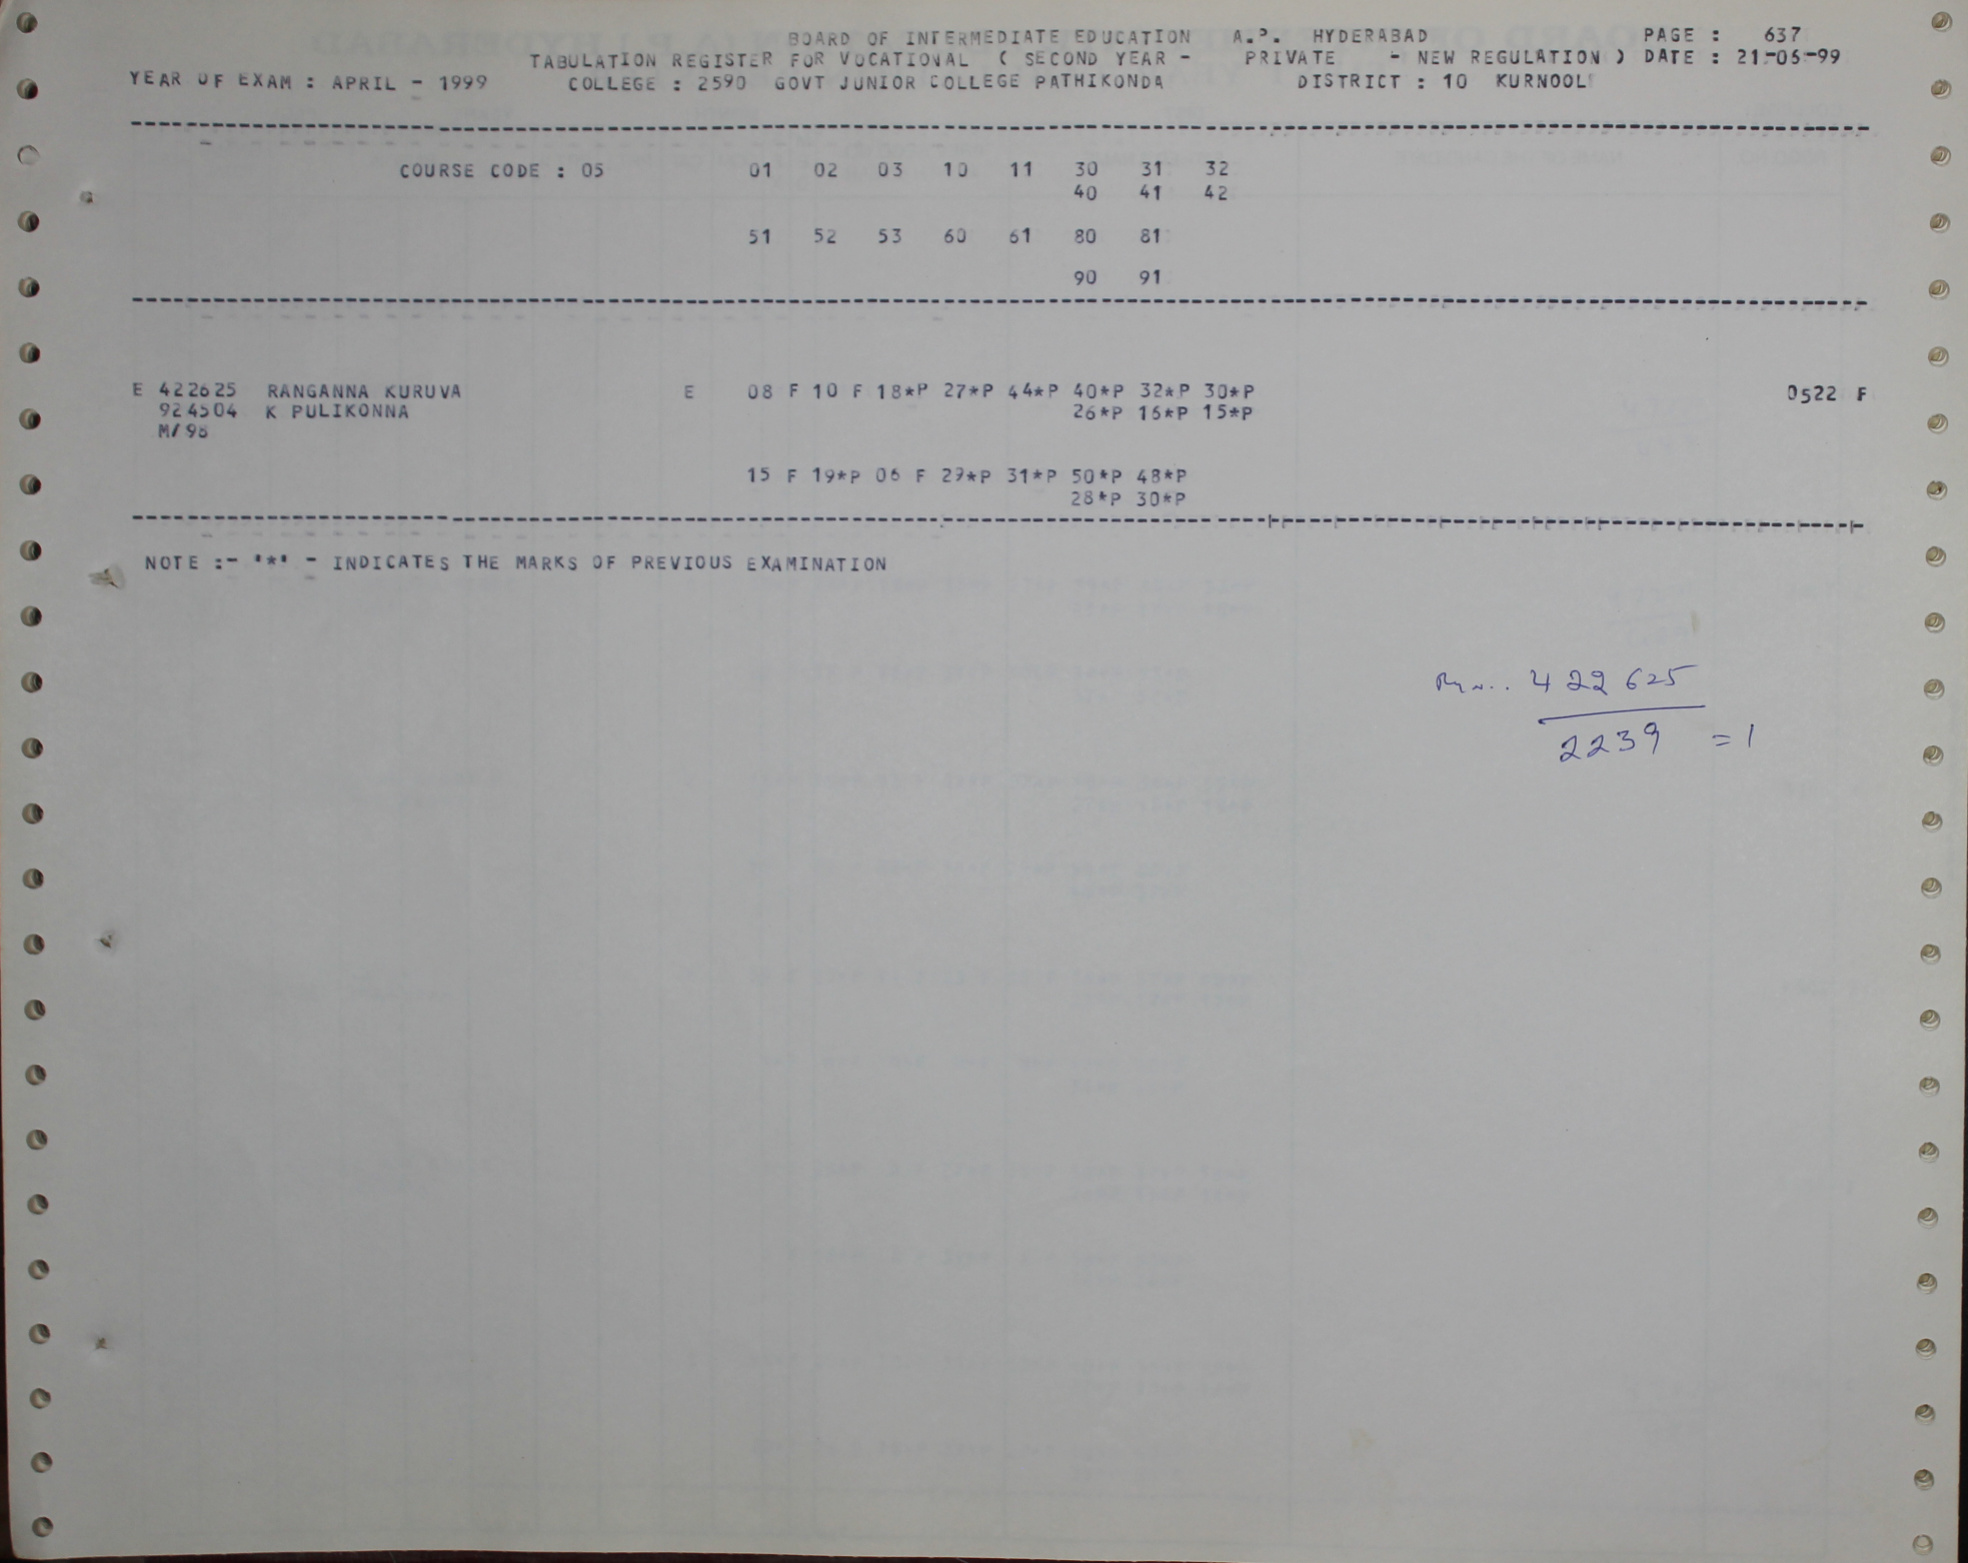 BOARD OF INTERMEDIATE EDUCATION A.P. HYDERABAD PAGE : 637
TABULATION REGISTER FOR VOCATIONAL ( SECOND YEAR - PRIVATE - NEW REGULATION ) DATE : 21-06-99
YEAR OF EXAM : APRIL - 1999 COLLEGE : 2590 GOVT JUNIOR COLLEGE PATHIKONDA DISTRICT : 10 KURNOOL
COURSE CODE : 05 01 02 03 10 11 30 31 32
40 41 42
51 52 53 60 61 80 81
90 91
E 422625 RANGANNA KURUVA E 08 F 10 F 18*P 27*P 44*P 40*P 32*P 30*P 0522 F
924504 K PULIKONNA 26*P 16*P 15*P
M/98
15 F 19*P 06 F 29*P 31*P 50*P 48*P
28*P 30*P
NOTE :- '*' - INDICATES THE MARKS OF PREVIOUS EXAMINATION
422625
2239 = 1